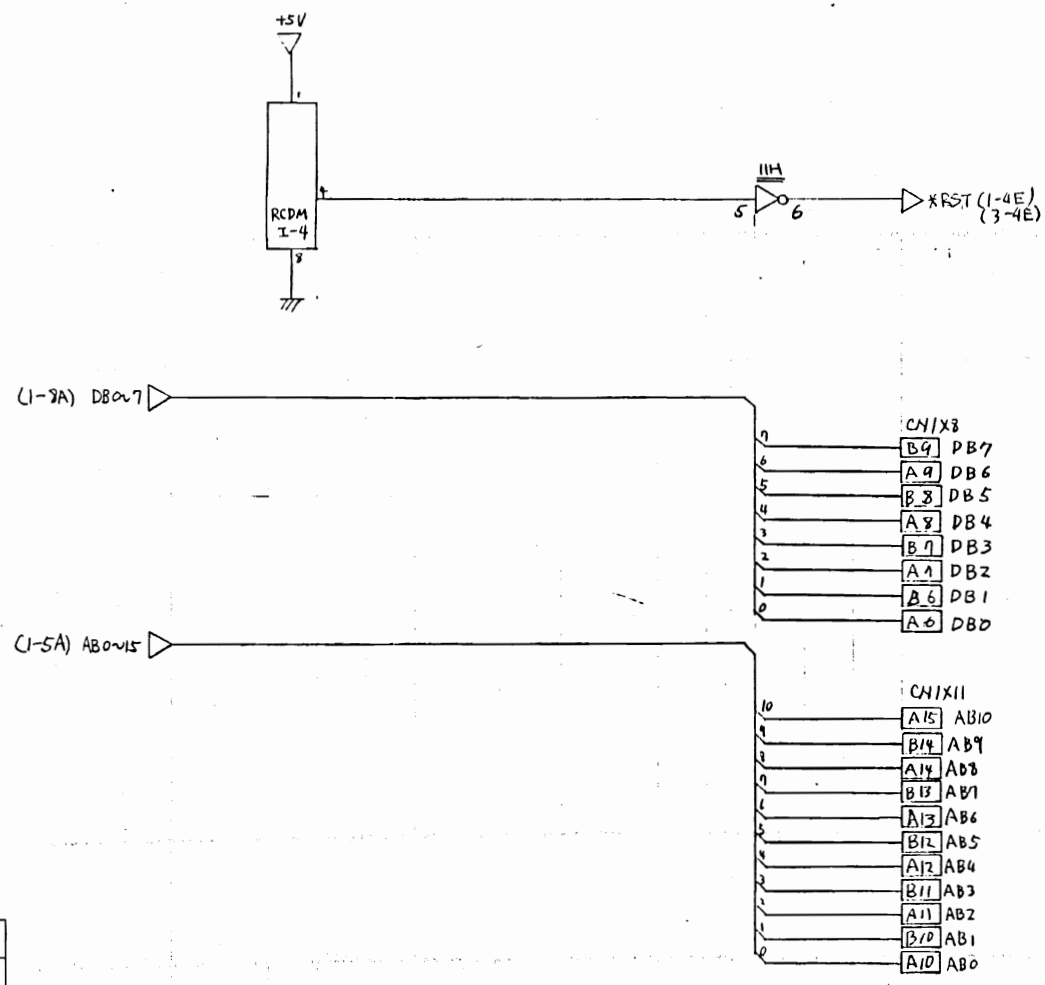 +5V
1
4
RCDM
I-4
8
11H
5
6
*RST (1-4E)
(3-4E)
(1-8A) DB0~7
CN1X8
7 B9 DB7
6 A9 DB6
5 B8 DB5
4 A8 DB4
3 B7 DB3
2 A7 DB2
1 B6 DB1
0 A6 DB0
(1-5A) AB0~15
CN1X11
10 A15 AB10
9 B14 AB9
8 A14 AB8
7 B13 AB7
6 A13 AB6
5 B12 AB5
4 A12 AB4
3 B11 AB3
2 A11 AB2
1 B10 AB1
0 A10 AB0